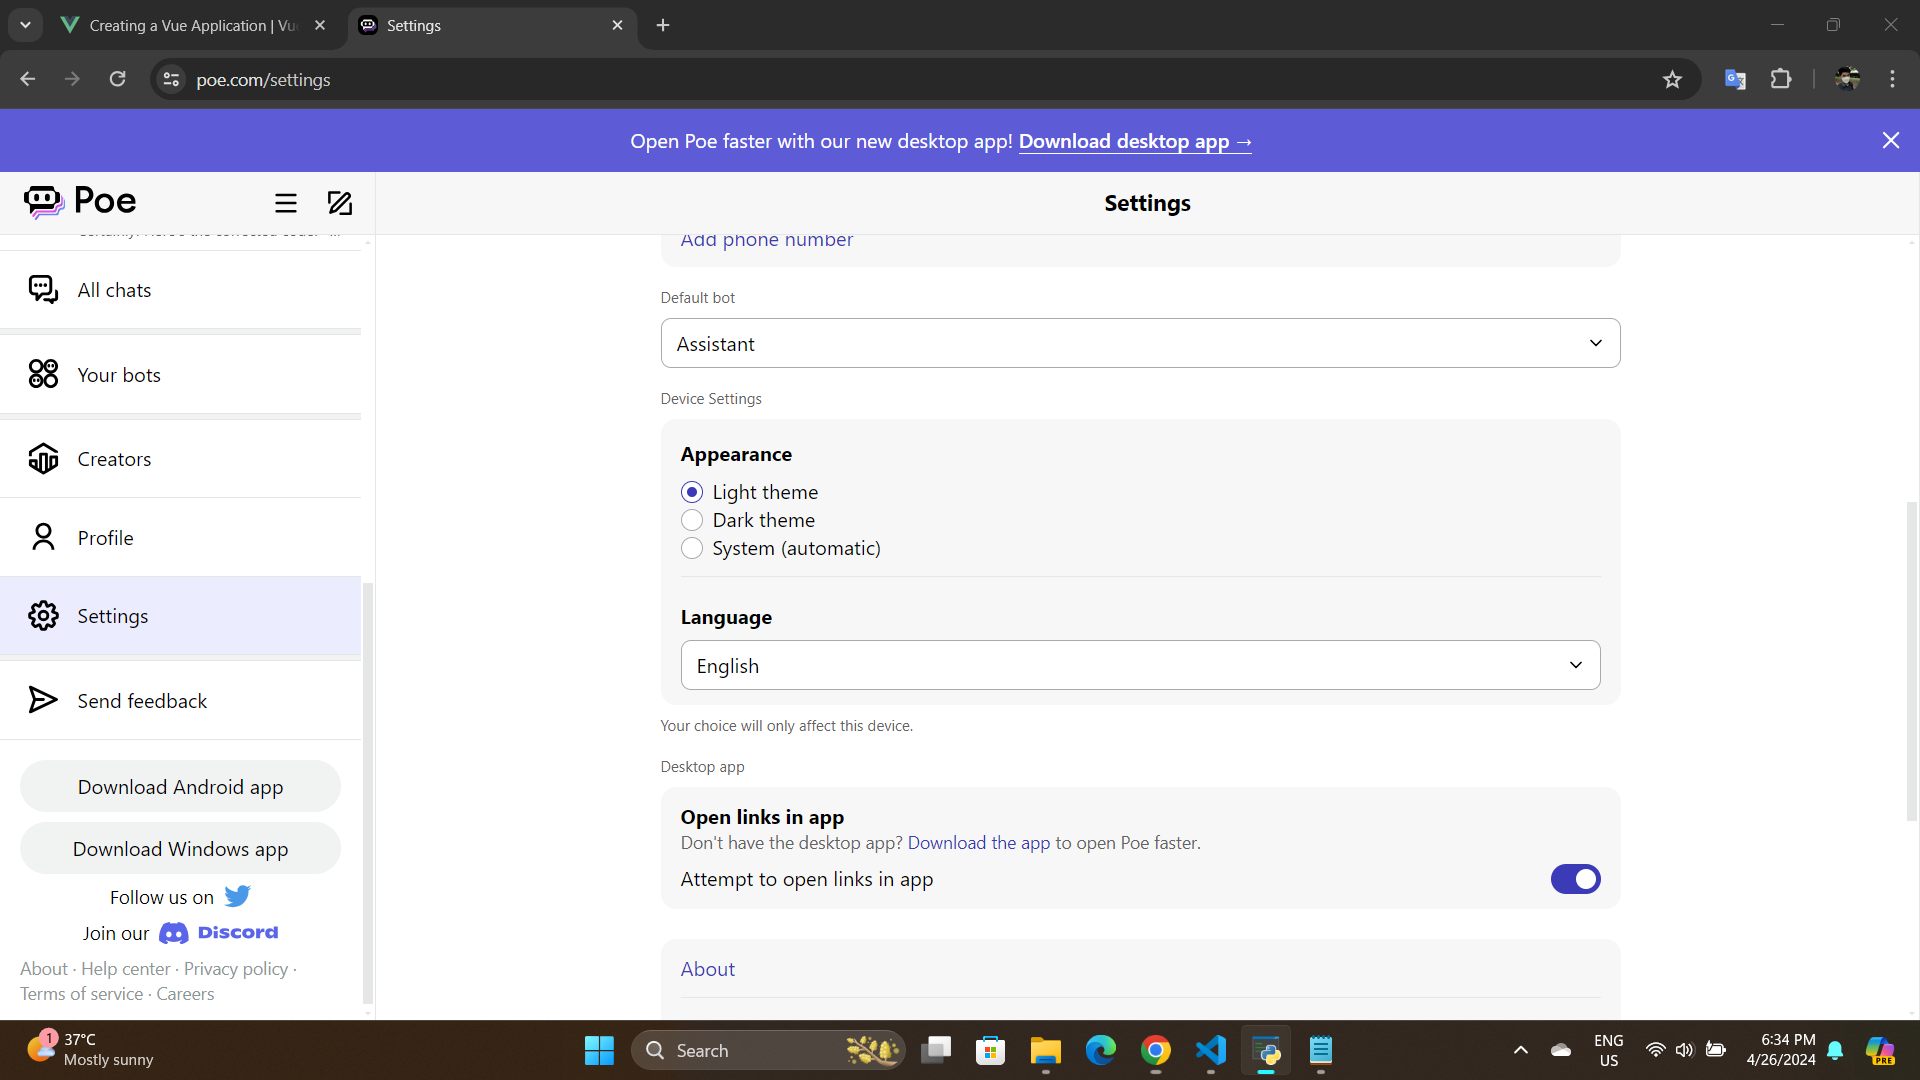 Creating a Vue Application | Vu
Settings
poe.com/settings
Open Poe faster with our new desktop app! Download desktop app →
Poe
Settings
All chats
Your bots
Creators
Profile
Settings
Send feedback
Download Android app
Download Windows app
Follow us on
Join our Discord
About · Help center · Privacy policy ·
Terms of service · Careers
Add phone number
Default bot
Assistant
Device Settings
Appearance
Light theme
Dark theme
System (automatic)
Language
English
Your choice will only affect this device.
Desktop app
Open links in app
Don't have the desktop app? Download the app to open Poe faster.
Attempt to open links in app
About
1
37°C
Mostly sunny
Search
ENG
US
6:34 PM
4/26/2024
PRE